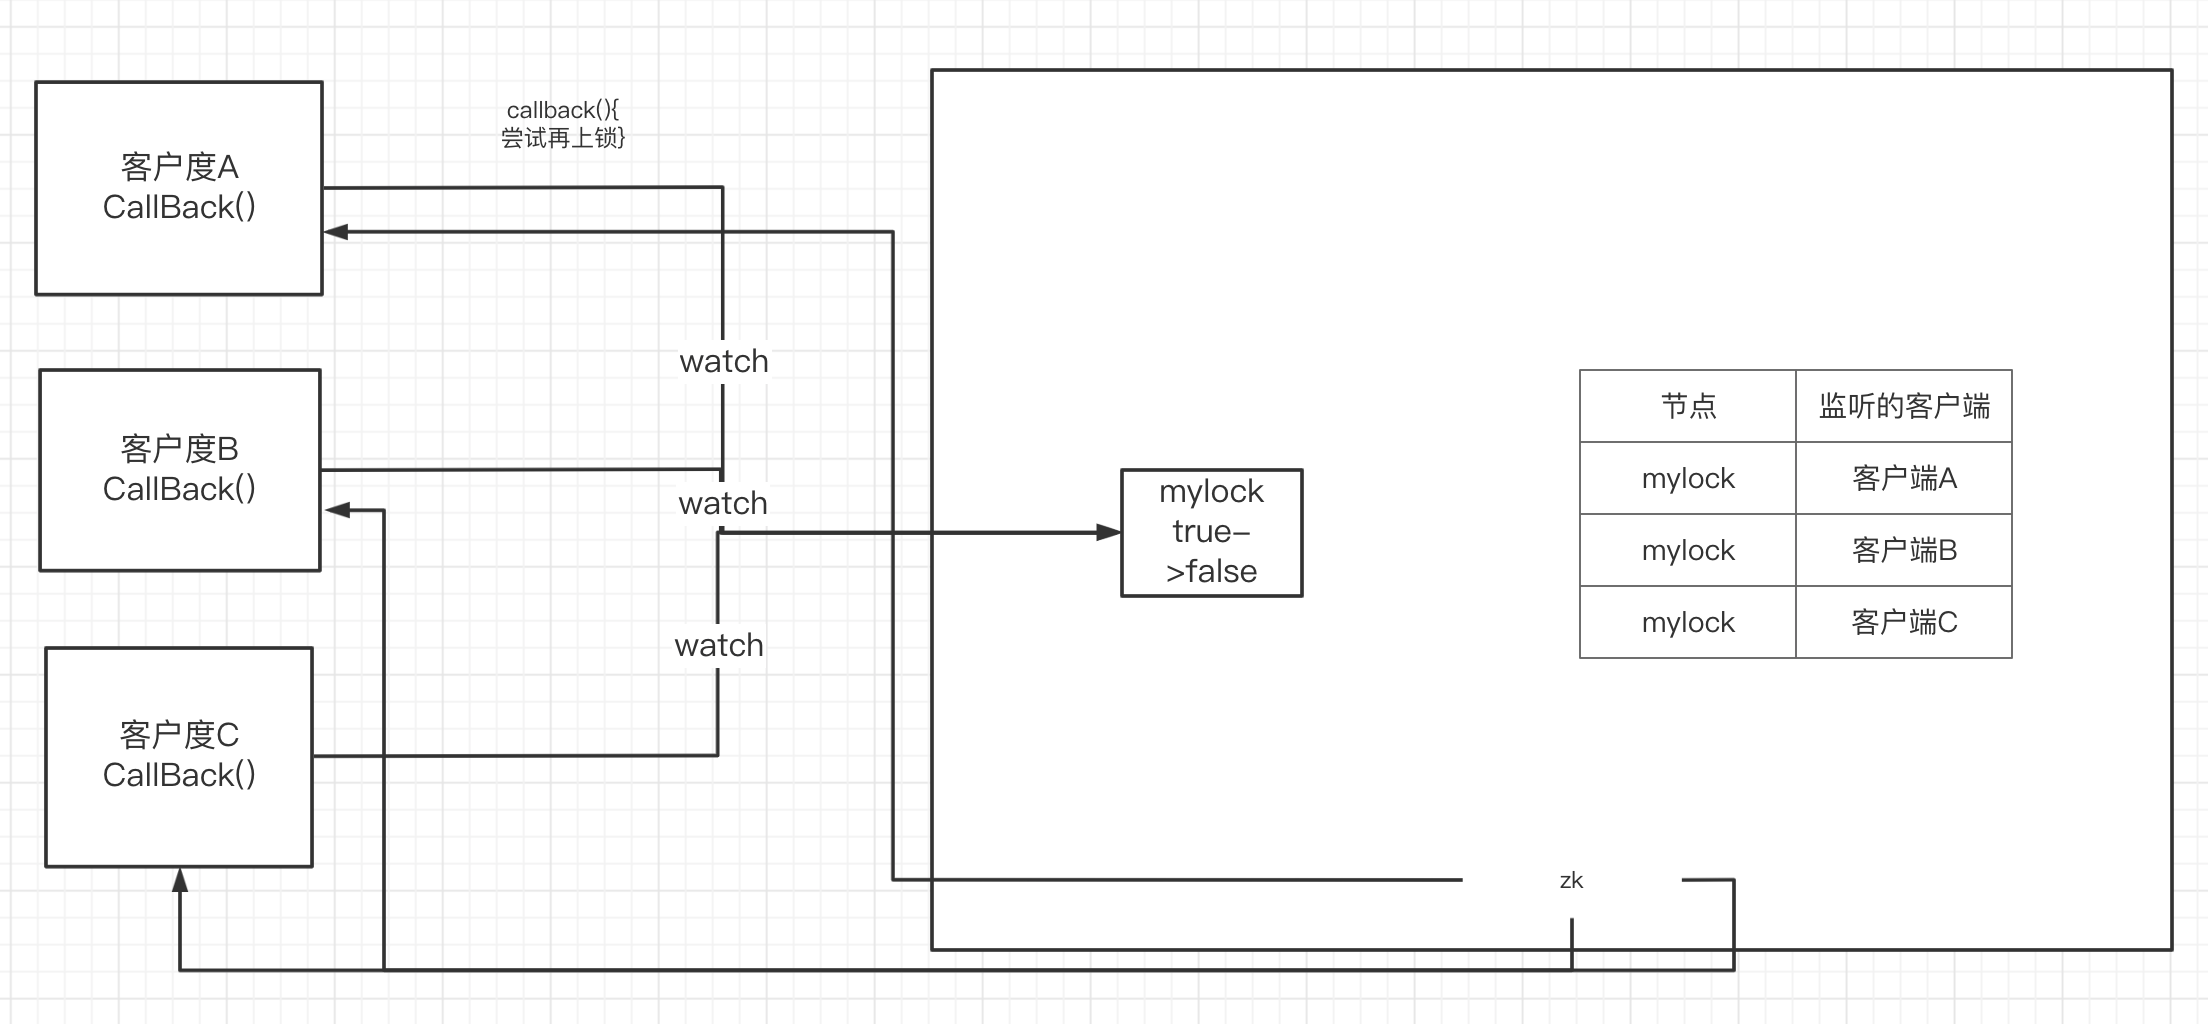 客户度A
CallBack()
callback(){
尝试再上锁}
watch
客户度B
CallBack()
watch
watch
客户度C
CallBack()
mylock
true–
>false
节点 监听的客户端
mylock 客户端A
mylock 客户端B
mylock 客户端C
zk